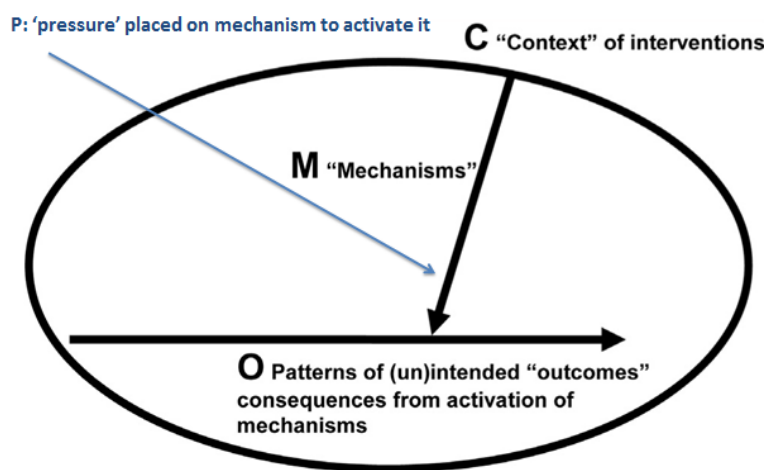 P: ‘pressure’ placed on mechanism to activate it
C “Context” of interventions
M “Mechanisms”
O Patterns of (un)intended “outcomes”
consequences from activation of
mechanisms